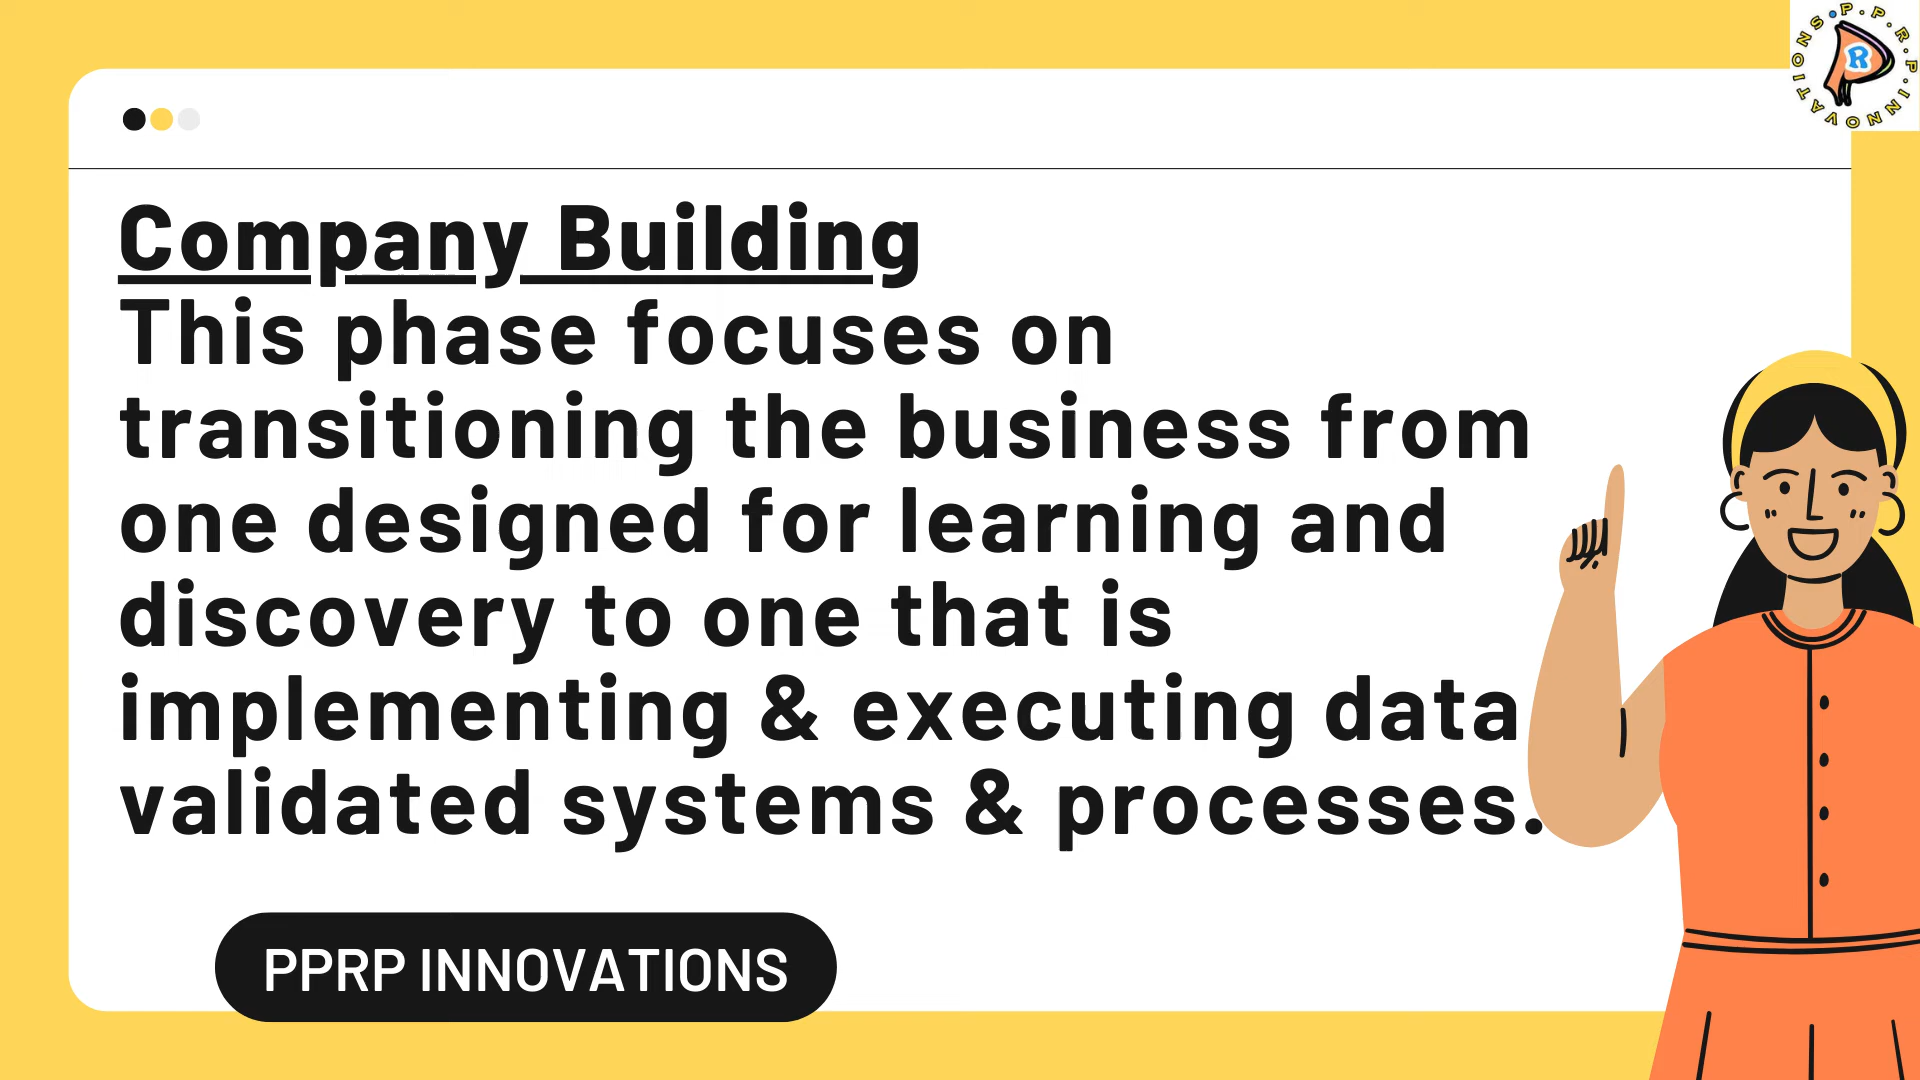 P.P.R.P.INNOVATIONS.
R
Company Building
This phase focuses on
transitioning the business from
one designed for learning and
discovery to one that is
implementing & executing data
validated systems & processes.
PPRP INNOVATIONS